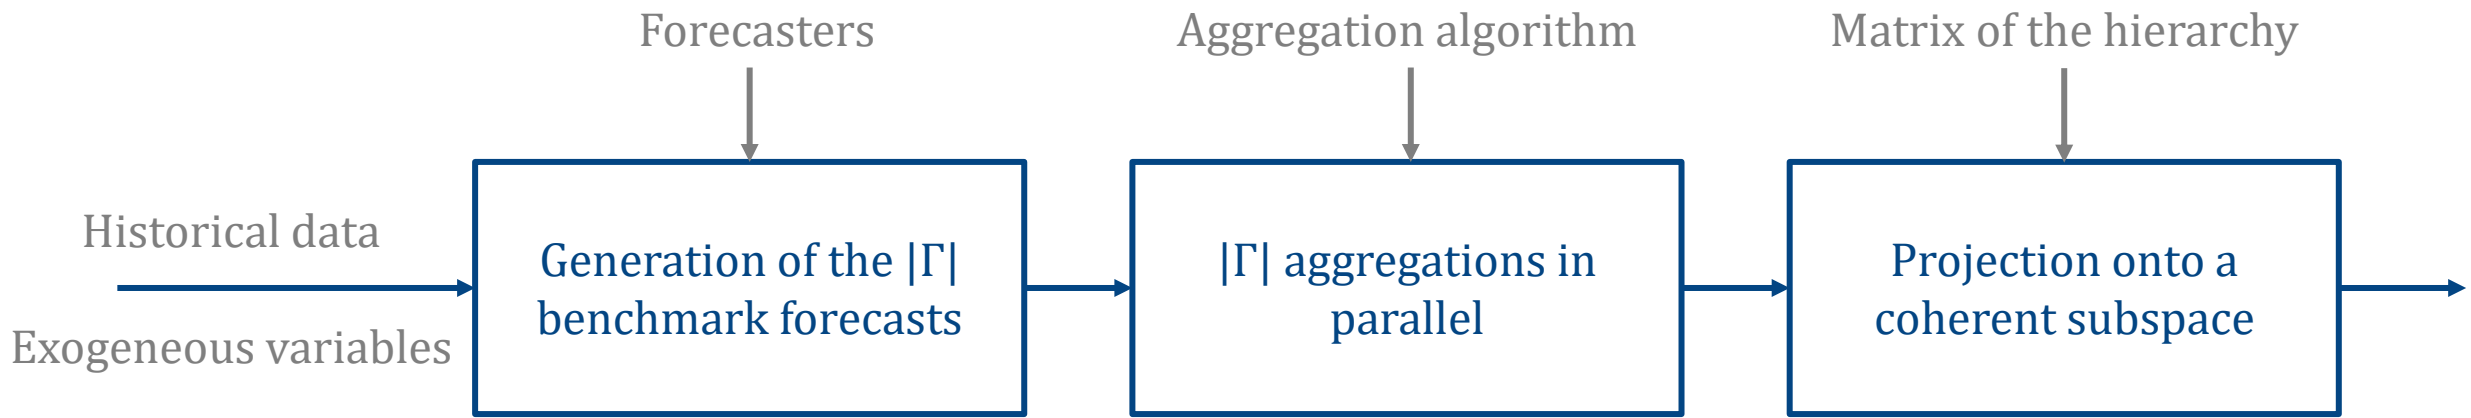 Forecasters
Aggregation algorithm
Matrix of the hierarchy
Historical data
Exogeneous variables
Generation of the |Γ|
benchmark forecasts
|Γ| aggregations in
parallel
Projection onto a
coherent subspace